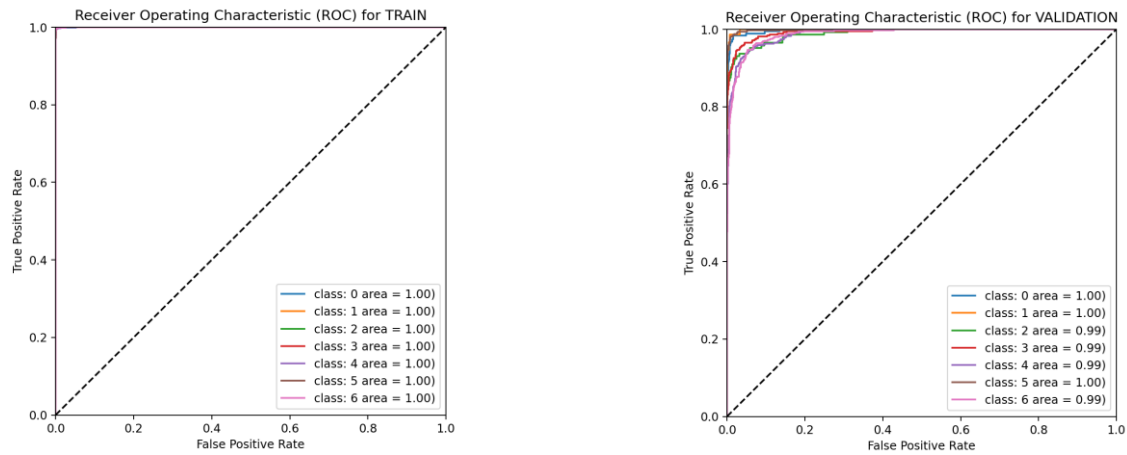 Receiver Operating Characteristic (ROC) for TRAIN
1.0
0.8
0.6
0.4
0.2
0.0
True Positive Rate
class: 0 area = 1.00)
class: 1 area = 1.00)
class: 2 area = 1.00)
class: 3 area = 1.00)
class: 4 area = 1.00)
class: 5 area = 1.00)
class: 6 area = 1.00)
0.0 0.2 0.4 0.6 0.8 1.0
False Positive Rate
Receiver Operating Characteristic (ROC) for VALIDATION
1.0
0.8
0.6
0.4
0.2
0.0
True Positive Rate
class: 0 area = 1.00)
class: 1 area = 1.00)
class: 2 area = 0.99)
class: 3 area = 0.99)
class: 4 area = 0.99)
class: 5 area = 1.00)
class: 6 area = 0.99)
0.0 0.2 0.4 0.6 0.8 1.0
False Positive Rate